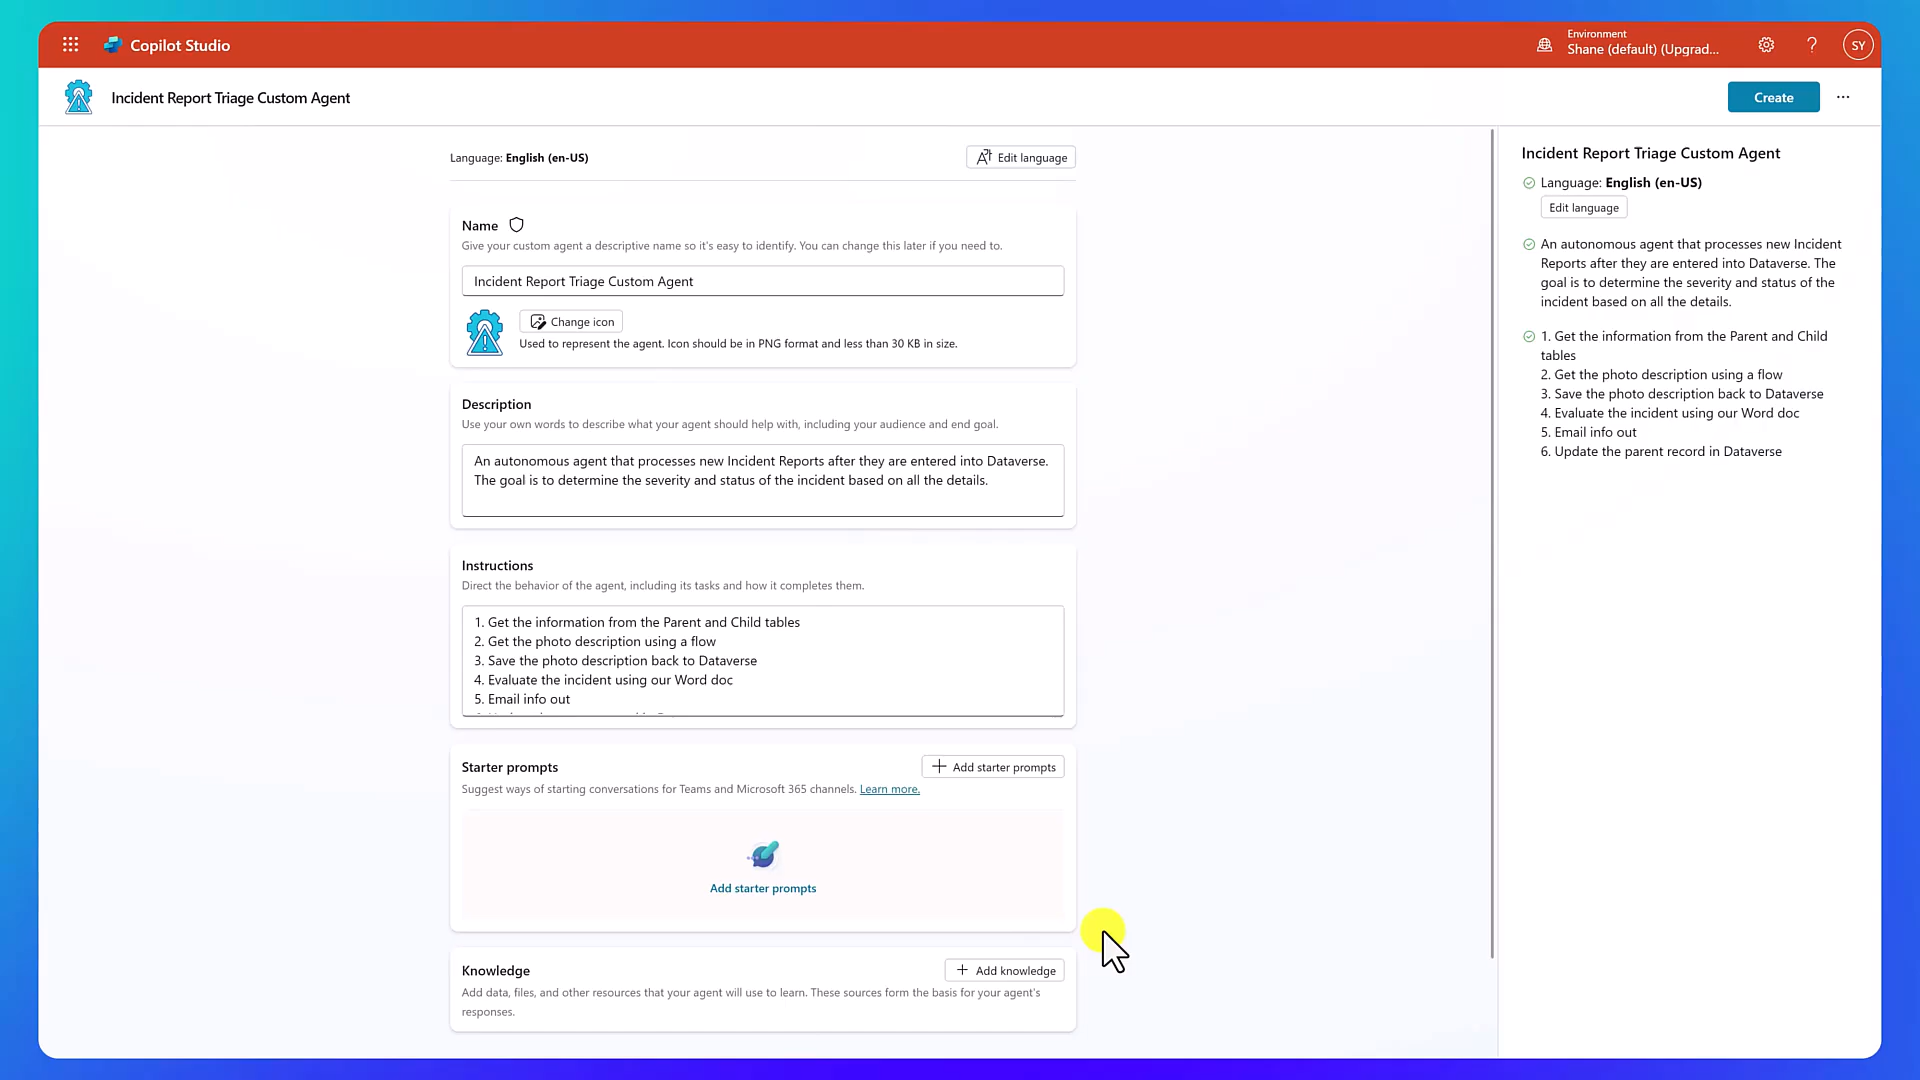 Copilot Studio
Environment
Shane (default) (Upgrad...
?
SY
Incident Report Triage Custom Agent
Create
Language: English (en-US)
Edit language
Name
Give your custom agent a descriptive name so it's easy to identify. You can change this later if you need to.
Incident Report Triage Custom Agent
Change icon
Used to represent the agent. Icon should be in PNG format and less than 30 KB in size.
Description
Use your own words to describe what your agent should help with, including your audience and end goal.
An autonomous agent that processes new Incident Reports after they are entered into Dataverse.
The goal is to determine the severity and status of the incident based on all the details.
Instructions
Direct the behavior of the agent, including its tasks and how it completes them.
1. Get the information from the Parent and Child tables
2. Get the photo description using a flow
3. Save the photo description back to Dataverse
4. Evaluate the incident using our Word doc
5. Email info out
Starter prompts
Add starter prompts
Suggest ways of starting conversations for Teams and Microsoft 365 channels. Learn more.
Add starter prompts
Knowledge
Add knowledge
Add data, files, and other resources that your agent will use to learn. These sources form the basis for your agent's
responses.
Incident Report Triage Custom Agent
Language: English (en-US)
Edit language
An autonomous agent that processes new Incident
Reports after they are entered into Dataverse. The
goal is to determine the severity and status of the
incident based on all the details.
1. Get the information from the Parent and Child
tables
2. Get the photo description using a flow
3. Save the photo description back to Dataverse
4. Evaluate the incident using our Word doc
5. Email info out
6. Update the parent record in Dataverse